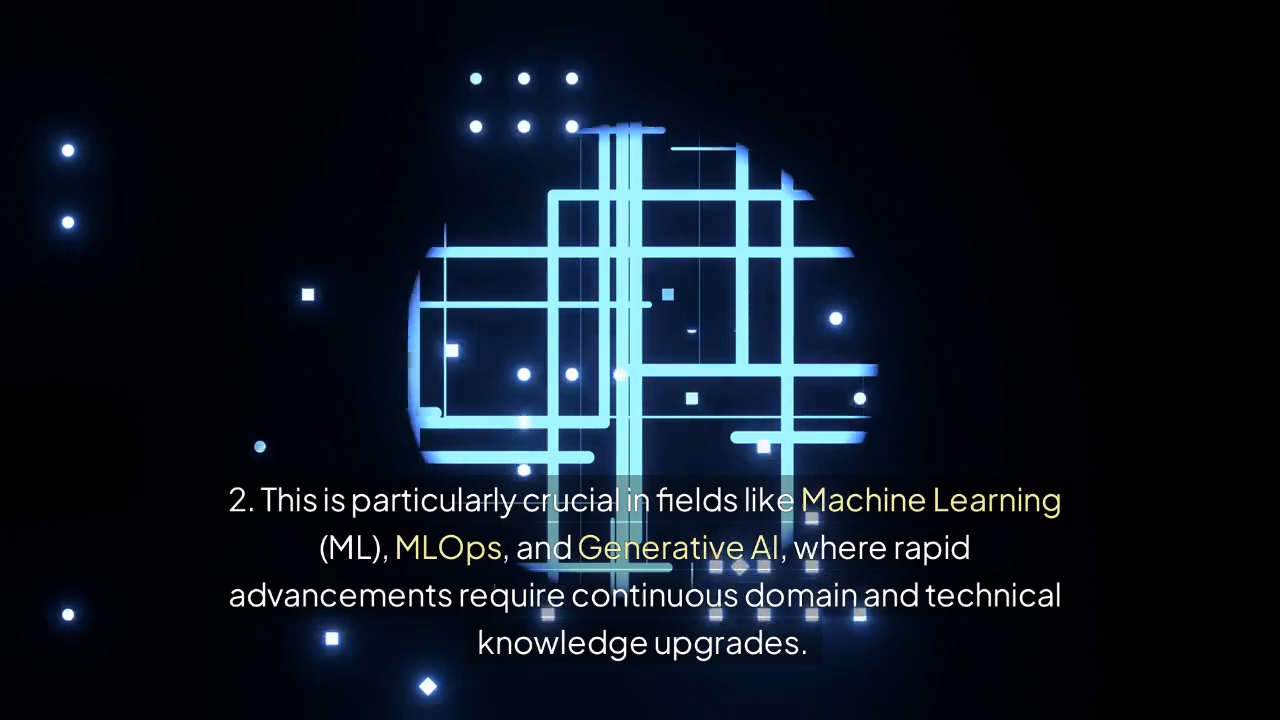 2. This is particularly crucial in fields like Machine Learning
(ML), MLOps, and Generative AI, where rapid
advancements require continuous domain and technical
knowledge upgrades.